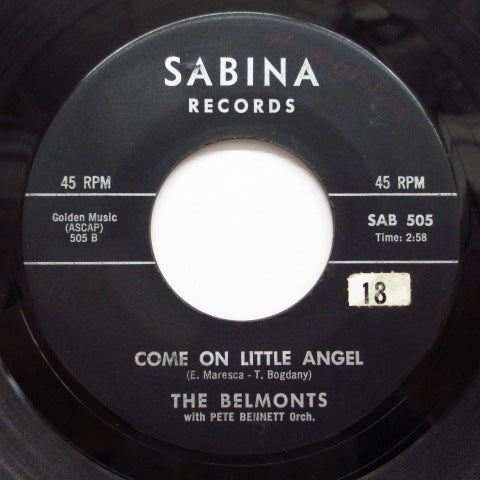 SABINA
RECORDS
45 RPM
45 RPM
Golden Music
(ASCAP)
505 B
SAB 505
Time: 2:58
18
COME ON LITTLE ANGEL
(E. Maresca - T. Bogdany)
THE BELMONTS
with PETE BENNETT Orch.